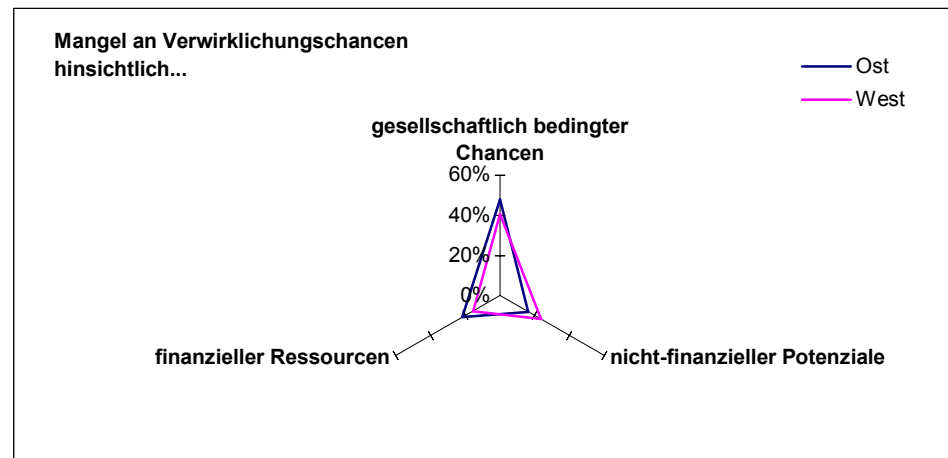 Mangel an Verwirklichungschancen
hinsichtlich...
Ost
West
gesellschaftlich bedingter
Chancen
60%
40%
20%
0%
finanzieller Ressourcen
nicht-finanzieller Potenziale